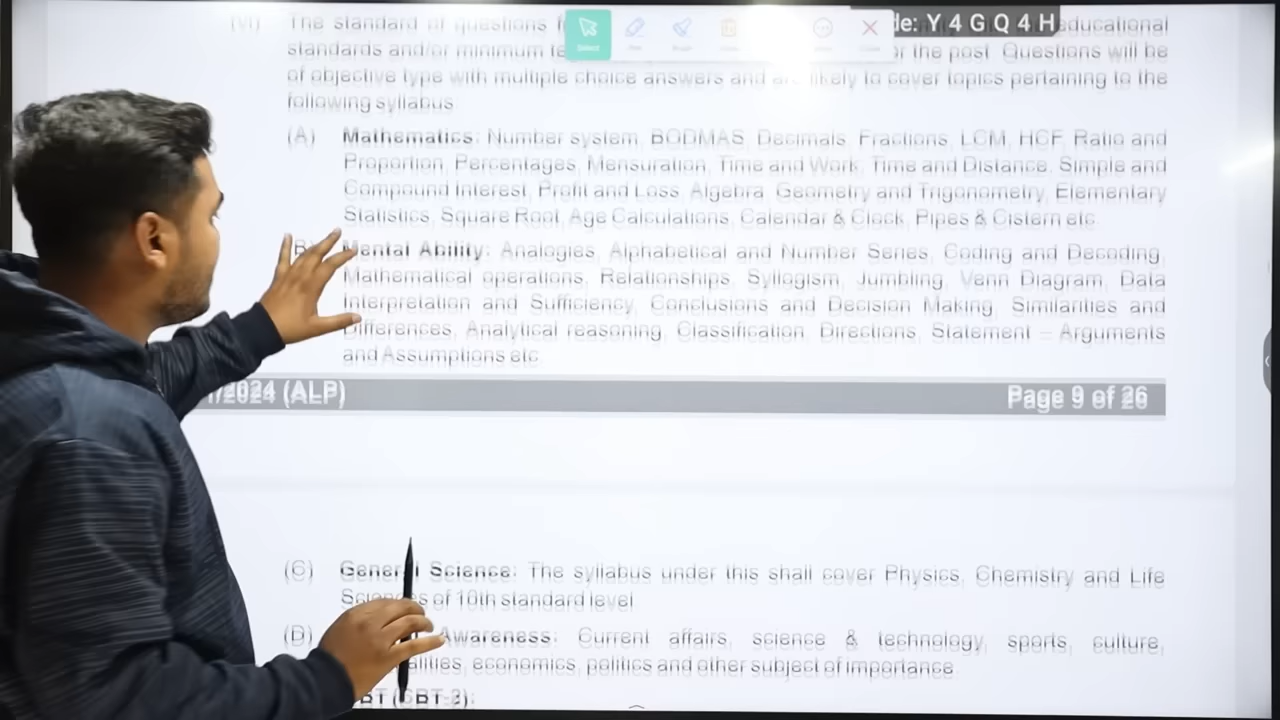 (VI) The standard of questions educational
standards and/or minimum for the post Questions will be
of objective type with multiple choice answers and are likely to cover topics pertaining to the
following syllabus
(A) Mathematics: Number system, BODMAS, Decimals, Fractions, LCM, HCF, Ratio and
Proportion, Percentages, Mensuration, Time and Work, Time and Distance, Simple and
Compound Interest, Profit and Loss, Algebra, Geometry and Trigonometry, Elementary
Statistics, Square Root, Age Calculations, Calendar & Clock, Pipes & Cistern etc.
Mental Ability: Analogies, Alphabetical and Number Series, Coding and Decoding,
Mathematical operations, Relationships, Syllogism, Jumbling, Venn Diagram, Data
Interpretation and Sufficiency, Conclusions and Decision Making, Similarities and
Differences, Analytical reasoning, Classification, Directions, Statement – Arguments
and Assumptions etc.
/2024 (ALP) Page 9 of 26
(C) General Science: The syllabus under this shall cover Physics, Chemistry and Life
Sciences of 10th standard level
(D) Awareness: Current affairs, science & technology, sports, culture,
alities, economics, politics and other subject of importance
Select
de: Y 4 G Q 4 H